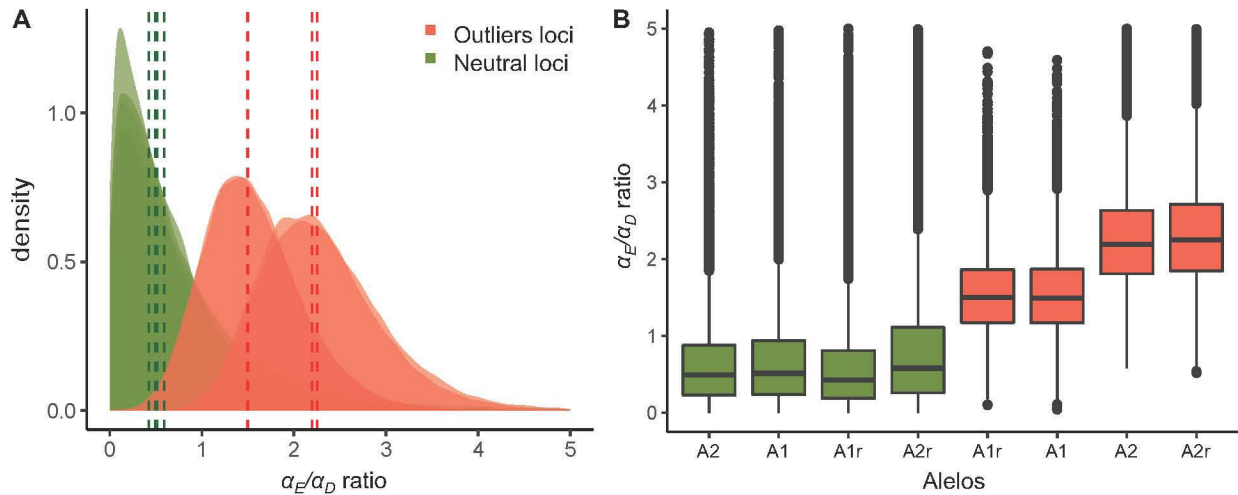 A
Outliers loci
Neutral loci
density
1.0
0.5
0.0
0 1 2 3 4 5
αE/αD ratio
B
αE/αD ratio
5
4
3
2
1
0
A2 A1 A1r A2r A1r A1 A2 A2r
Alelos